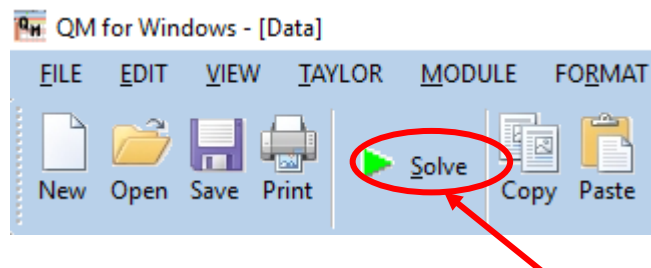 QM for Windows - [Data]
FILE EDIT VIEW TAYLOR MODULE FORMAT
Solve
New Open Save Print Copy Paste